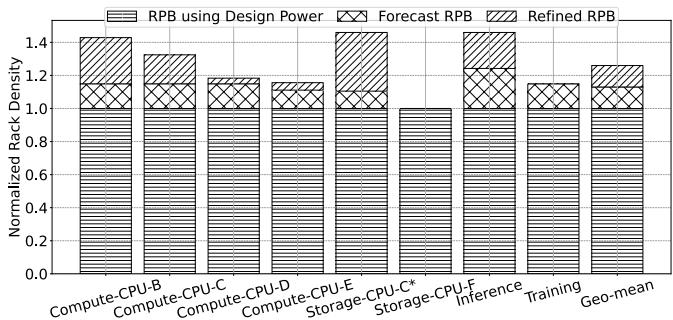 RPB using Design Power Forecast RPB Refined RPB
Normalized Rack Density
1.4
1.2
1.0
0.8
0.6
0.4
0.2
0.0
Compute-CPU-B
Compute-CPU-C
Compute-CPU-D
Compute-CPU-E
Storage-CPU-C*
Storage-CPU-F
Inference
Training
Geo-mean